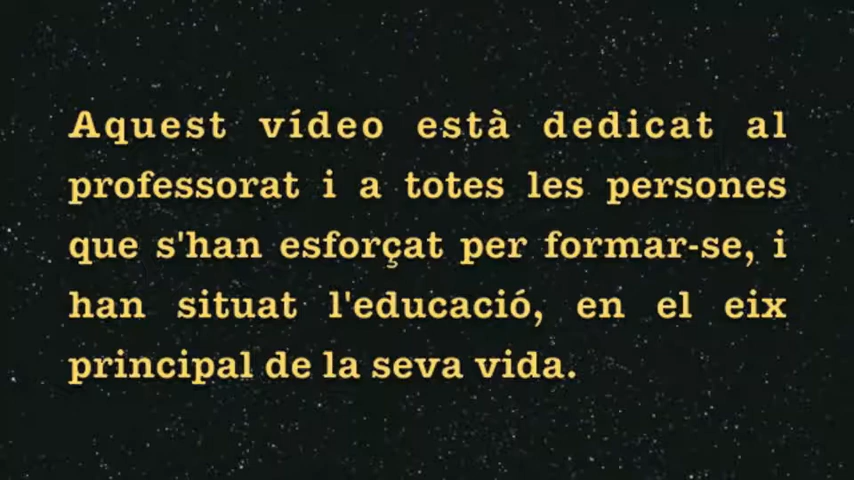 Aquest vídeo està dedicat al
professorat i a totes les persones
que s'han esforçat per formar-se, i
han situat l'educació, en el eix
principal de la seva vida.